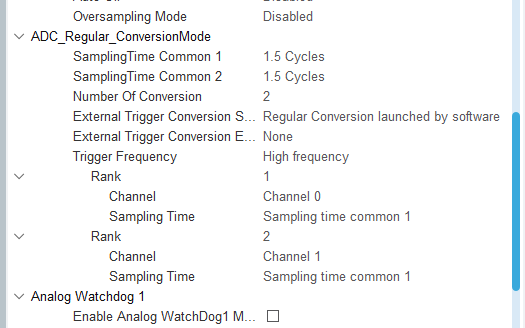 Oversampling Mode Disabled
ADC_Regular_ConversionMode
SamplingTime Common 1 1.5 Cycles
SamplingTime Common 2 1.5 Cycles
Number Of Conversion 2
External Trigger Conversion S... Regular Conversion launched by software
External Trigger Conversion E... None
Trigger Frequency High frequency
Rank 1
Channel Channel 0
Sampling Time Sampling time common 1
Rank 2
Channel Channel 1
Sampling Time Sampling time common 1
Analog Watchdog 1
Enable Analog WatchDog1 M...